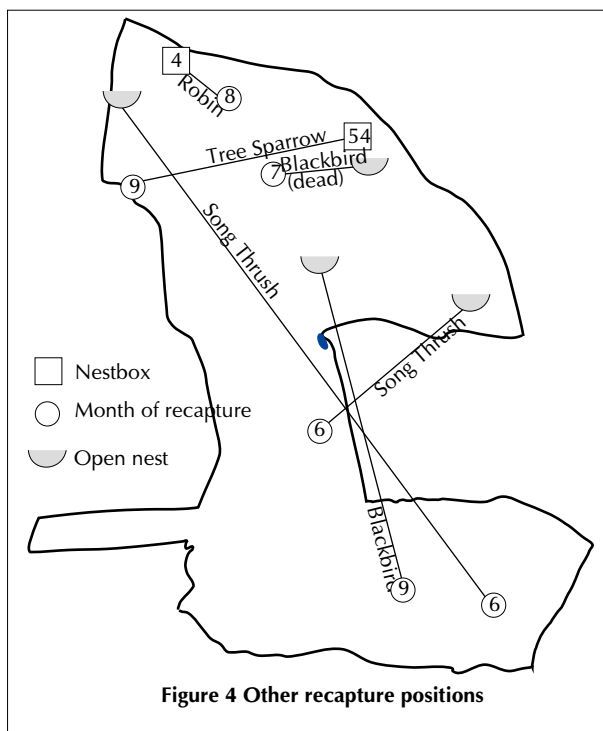 4
Robin
8
Tree Sparrow
54
7
Blackbird
(dead)
9
Song Thrush
Song Thrush
Nestbox
Month of recapture
6
Open nest
Blackbird
9
6
Figure 4 Other recapture positions